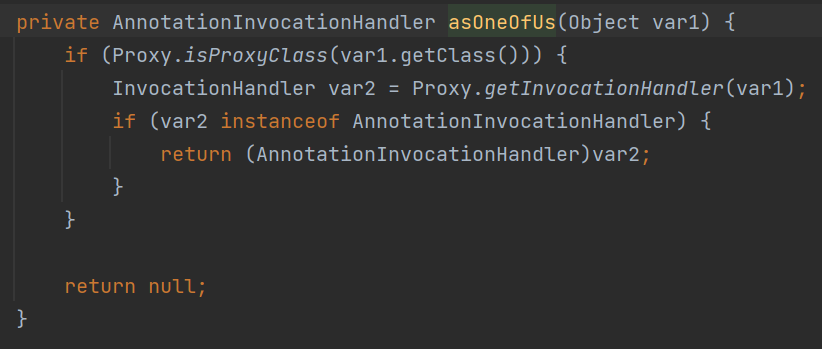 private AnnotationInvocationHandler asOneOfUs(Object var1) {
    if (Proxy.isProxyClass(var1.getClass())) {
        InvocationHandler var2 = Proxy.getInvocationHandler(var1);
        if (var2 instanceof AnnotationInvocationHandler) {
            return (AnnotationInvocationHandler)var2;
        }
    }

    return null;
}